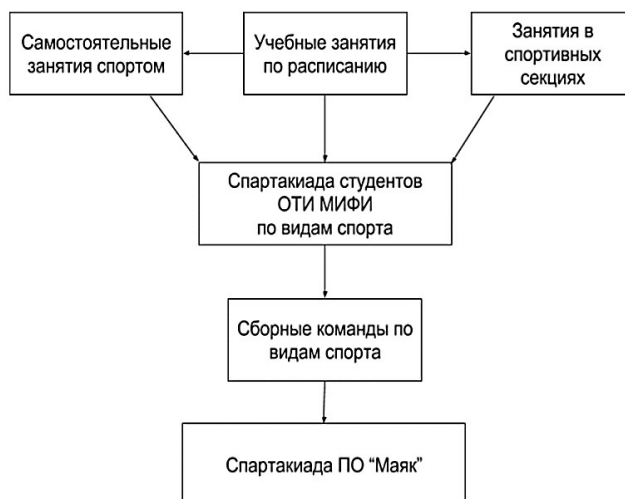 Самостоятельные
занятия спортом
Учебные занятия
по расписанию
Занятия в
спортивных
секциях
Спартакиада студентов
ОТИ МИФИ
по видам спорта
Сборные команды по
видам спорта
Спартакиада ПО “Маяк”